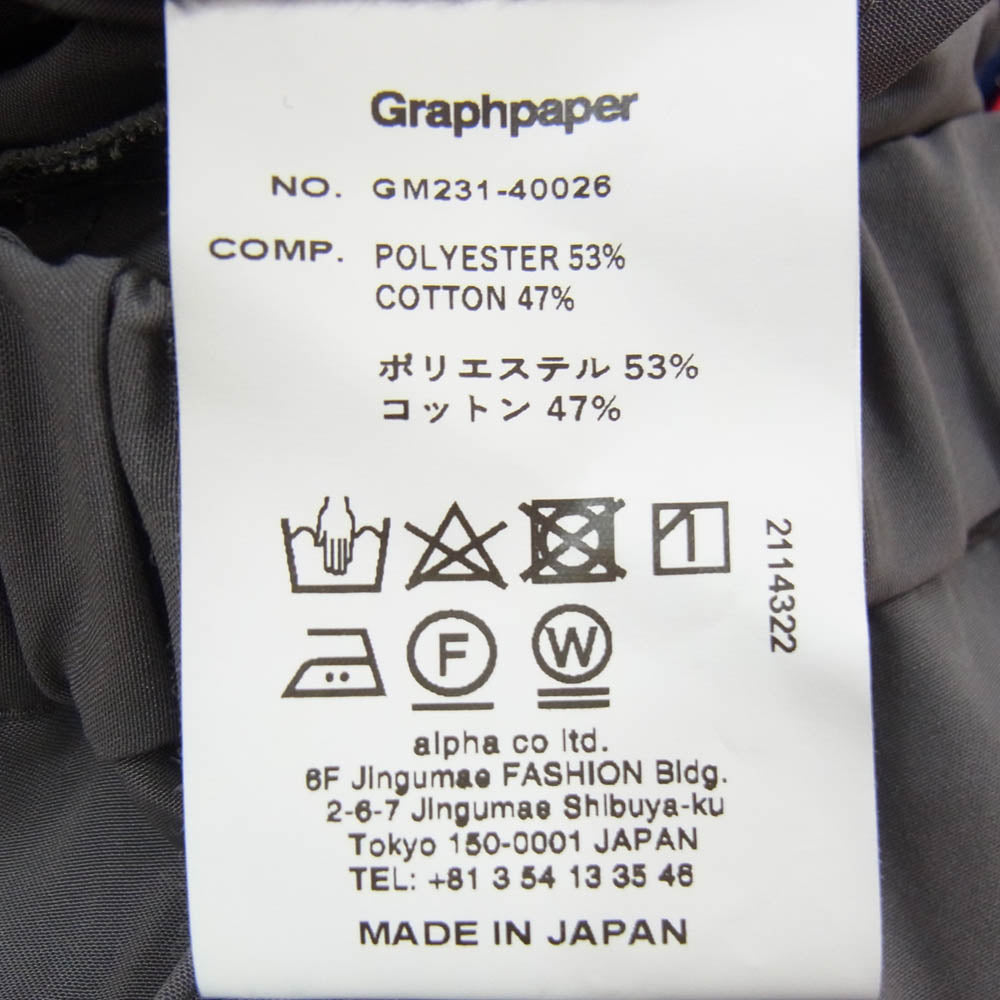 Graphpaper
NO. GM231-40026
COMP. POLYESTER 53%
COTTON 47%
ポリエステル 53%
コットン 47%
2114322
F
W
alpha co ltd.
6F Jingumae FASHION Bldg.
2-6-7 Jingumae Shibuya-ku
Tokyo 150-0001 JAPAN
TEL: +81 3 54 13 35 46
MADE IN JAPAN